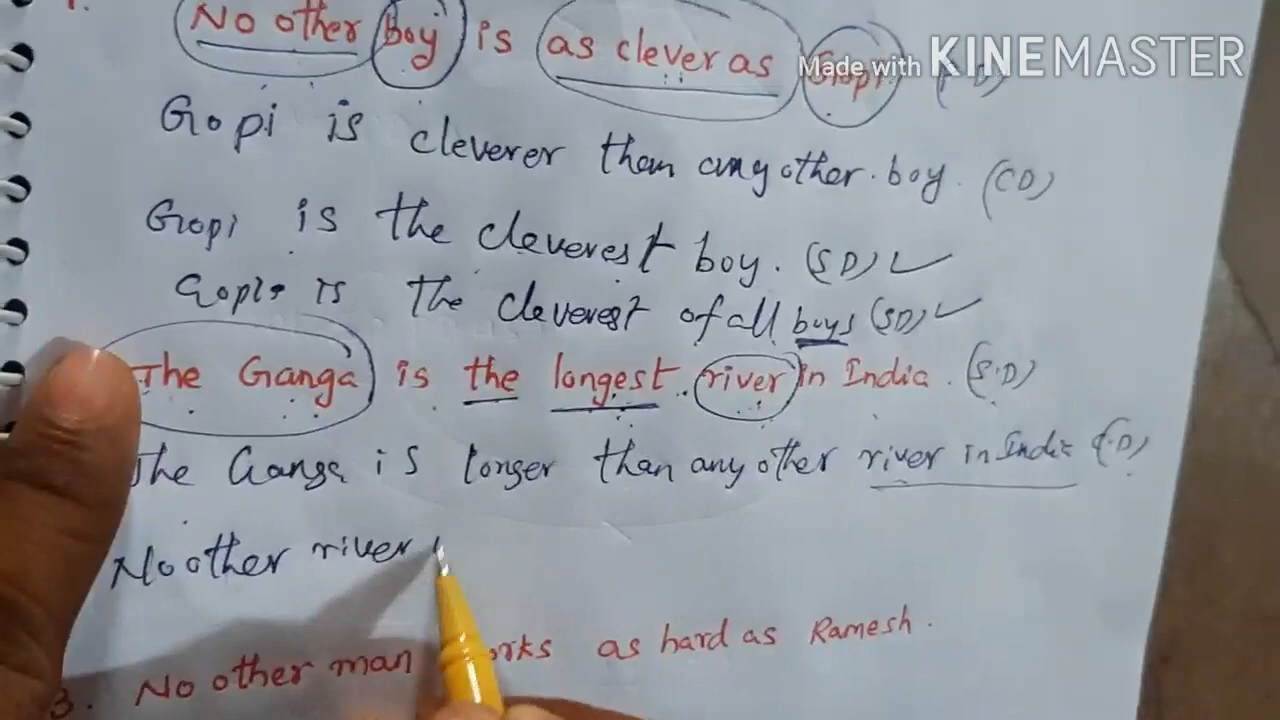 No other boy is as clever as Gopi (P D)
Made with KINEMASTER
Gopi is cleverer than any other boy. (CD)
Gropi is the cleverest boy. (SD) ✓
Gopi is the cleverest of all boys (SD) ✓
The Ganga is the longest river in India. (S.D)
The Ganga is longer than any other river in India (C.D)
No other river
3. No other man works as hard as Ramesh.